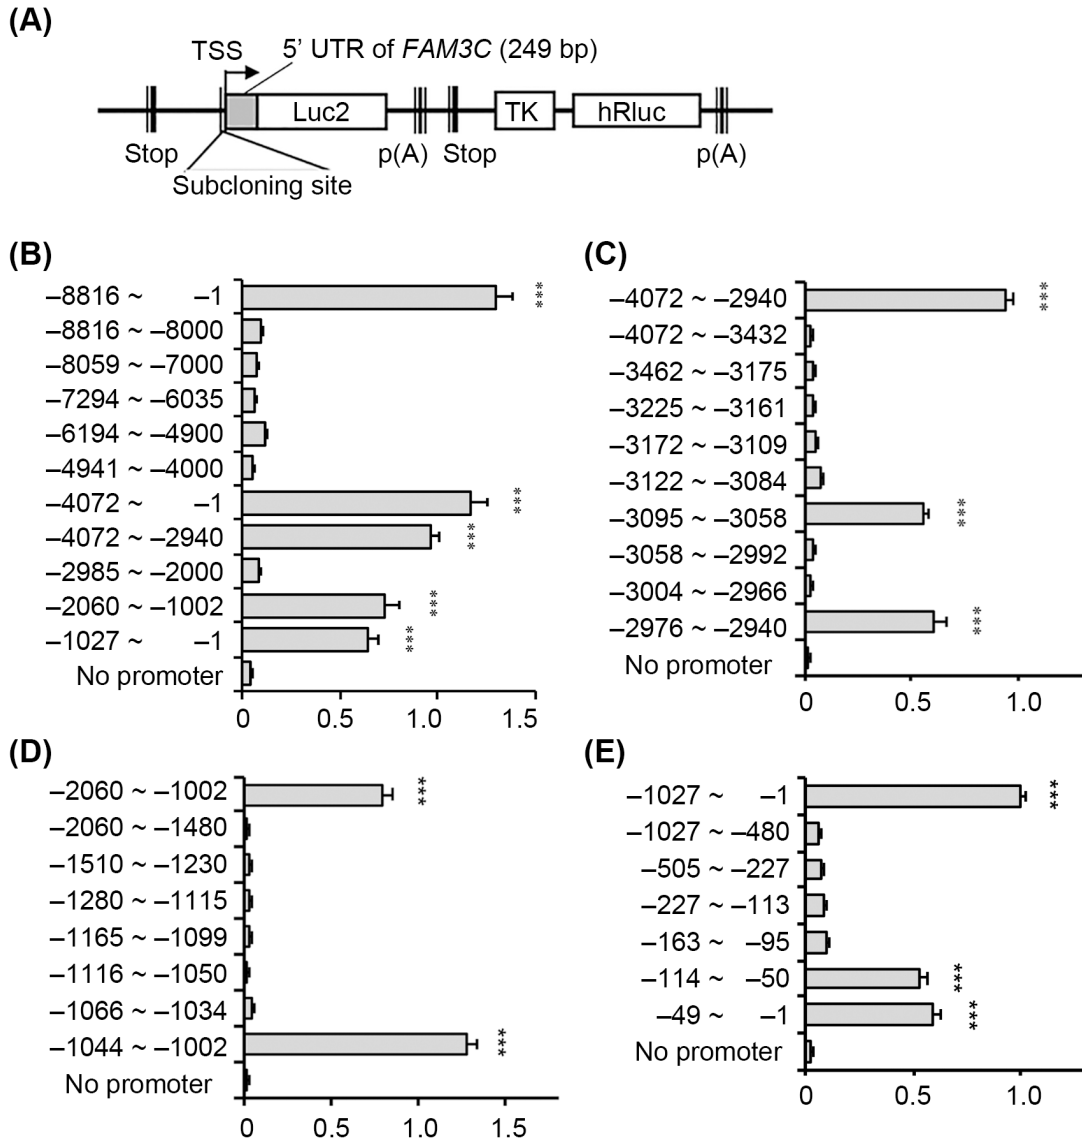 (A)
TSS 5' UTR of FAM3C (249 bp)
Luc2 TK hRluc
Stop p(A) Stop p(A)
Subcloning site
(B)
–8816 ~ –1 ***
–8816 ~ –8000
–8059 ~ –7000
–7294 ~ –6035
–6194 ~ –4900
–4941 ~ –4000
–4072 ~ –1 ***
–4072 ~ –2940 ***
–2985 ~ –2000
–2060 ~ –1002 ***
–1027 ~ –1 ***
No promoter
0 0.5 1.0 1.5
(C)
–4072 ~ –2940 ***
–4072 ~ –3432
–3462 ~ –3175
–3225 ~ –3161
–3172 ~ –3109
–3122 ~ –3084
–3095 ~ –3058 ***
–3058 ~ –2992
–3004 ~ –2966
–2976 ~ –2940 ***
No promoter
0 0.5 1.0
(D)
–2060 ~ –1002 ***
–2060 ~ –1480
–1510 ~ –1230
–1280 ~ –1115
–1165 ~ –1099
–1116 ~ –1050
–1066 ~ –1034
–1044 ~ –1002 ***
No promoter
0 0.5 1.0 1.5
(E)
–1027 ~ –1 ***
–1027 ~ –480
–505 ~ –227
–227 ~ –113
–163 ~ –95
–114 ~ –50 ***
–49 ~ –1 ***
No promoter
0 0.5 1.0